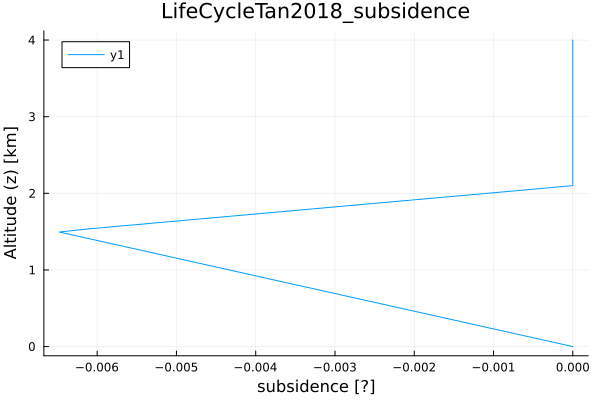 LifeCycleTan2018_subsidence
y1
Altitude (z) [km]
4
3
2
1
0
−0.006 −0.005 −0.004 −0.003 −0.002 −0.001 0.000
subsidence [?]